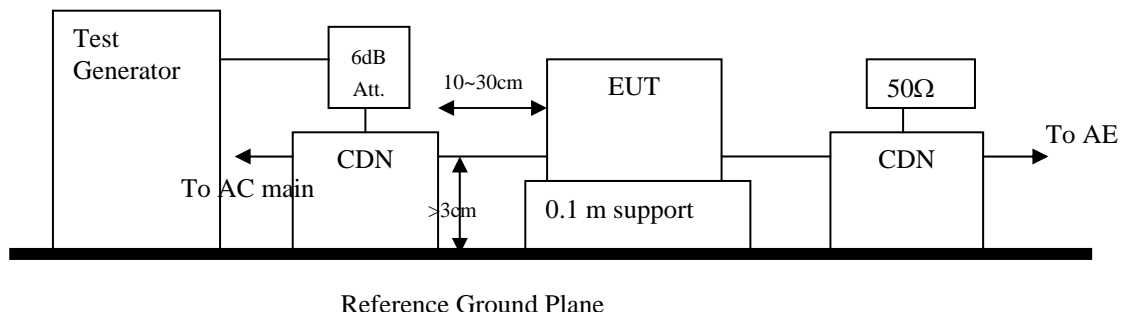 Test
Generator
6dB
Att.
10~30cm
EUT
50Ω
To AE
CDN
CDN
To AC main
>3cm
0.1 m support
Reference Ground Plane